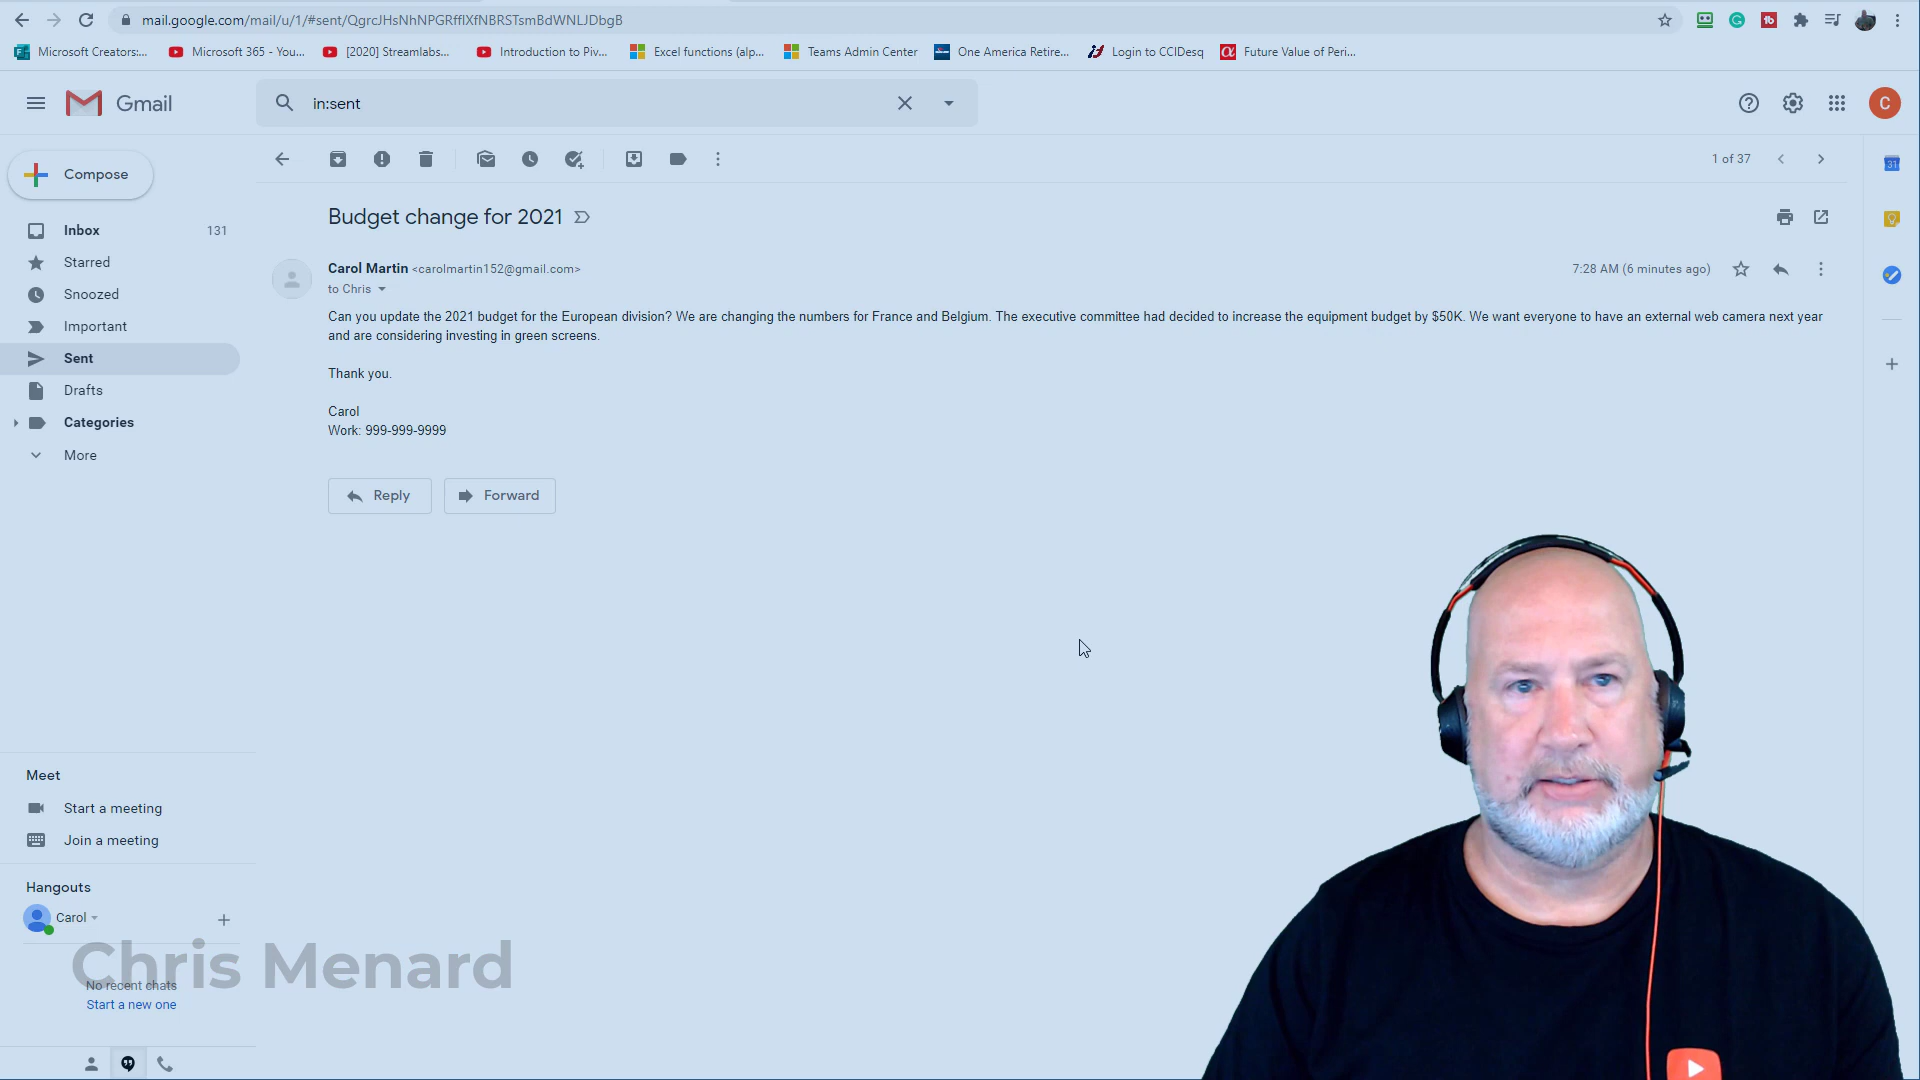 mail.google.com/mail/u/1/#sent/QgrcJHsNhNPGRfflXfNBRSTsmBdWNLJDbgB
Microsoft Creators:... Microsoft 365 - You... [2020] Streamlabs... Introduction to Piv... Excel functions (alp... Teams Admin Center One America Retire... Login to CCIDesq Future Value of Peri...
Gmail
in:sent
C
Compose
1 of 37
31
Budget change for 2021
Inbox 131
Starred
Snoozed
Important
Sent
Drafts
Categories
More
Carol Martin <carolmartin152@gmail.com>
7:28 AM (6 minutes ago)
to Chris
Can you update the 2021 budget for the European division? We are changing the numbers for France and Belgium. The executive committee had decided to increase the equipment budget by $50K. We want everyone to have an external web camera next year
and are considering investing in green screens.
Thank you.
Carol
Work: 999-999-9999
Reply Forward
Meet
Start a meeting
Join a meeting
Hangouts
Carol
Chris Menard
No recent chats
Start a new one